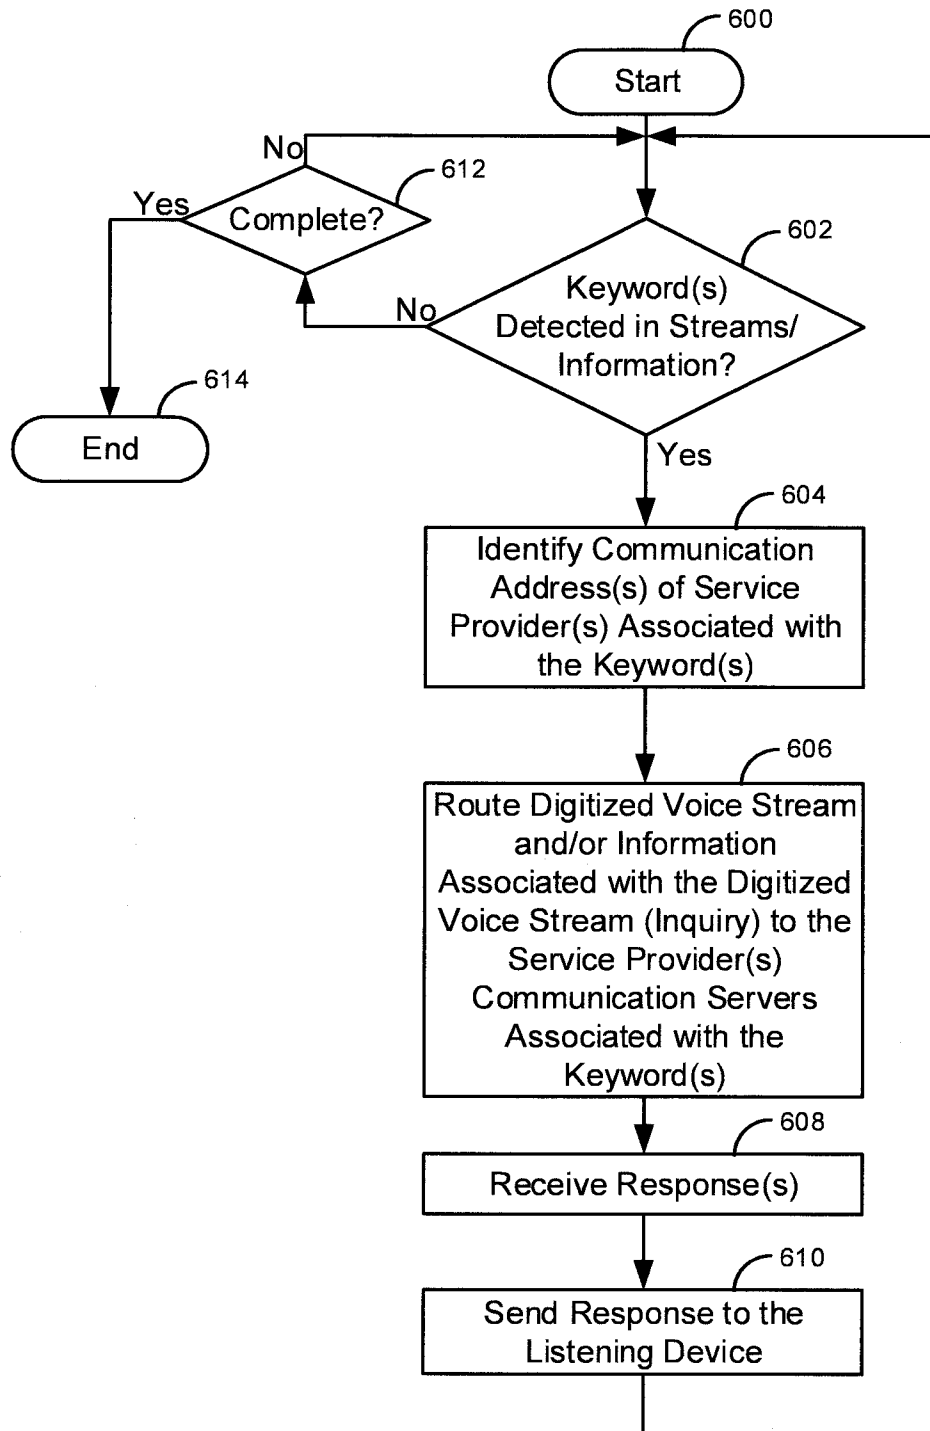 600
Start
No
612
Yes
Complete?
602
Keyword(s)
Detected in Streams/
Information?
No
614
End
Yes
604
Identify Communication
Address(s) of Service
Provider(s) Associated with
the Keyword(s)
606
Route Digitized Voice Stream
and/or Information
Associated with the Digitized
Voice Stream (Inquiry) to the
Service Provider(s)
Communication Servers
Associated with the
Keyword(s)
608
Receive Response(s)
610
Send Response to the
Listening Device